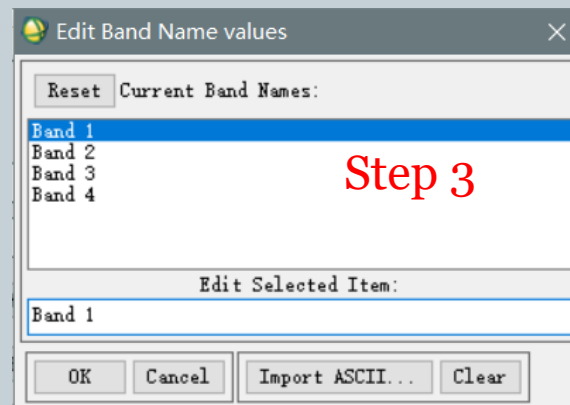 Edit Band Name values
Reset Current Band Names:
Band 1
Band 2
Band 3
Band 4
Step 3
Edit Selected Item:
Band 1
OK Cancel Import ASCII... Clear